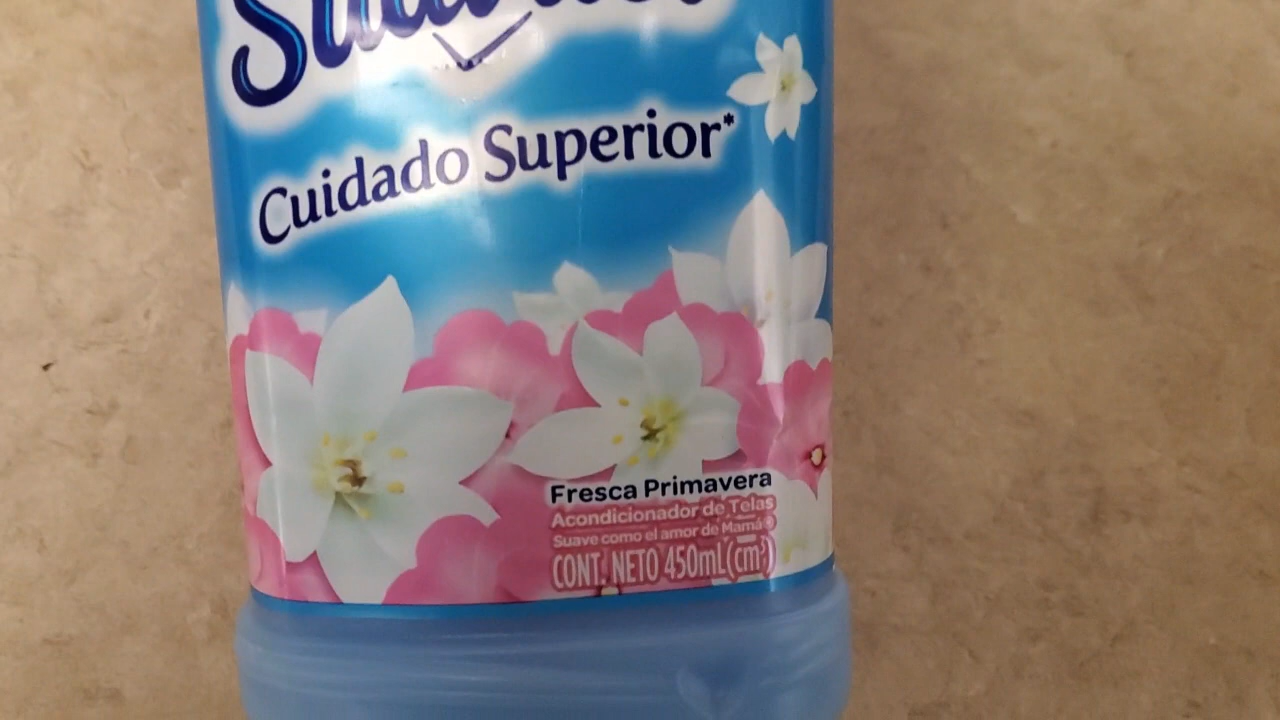 Cuidado Superior*
Fresca Primavera
Acondicionador de Telas
Suave como el amor de Mamá®
CONT. NETO 450mL(cm³)